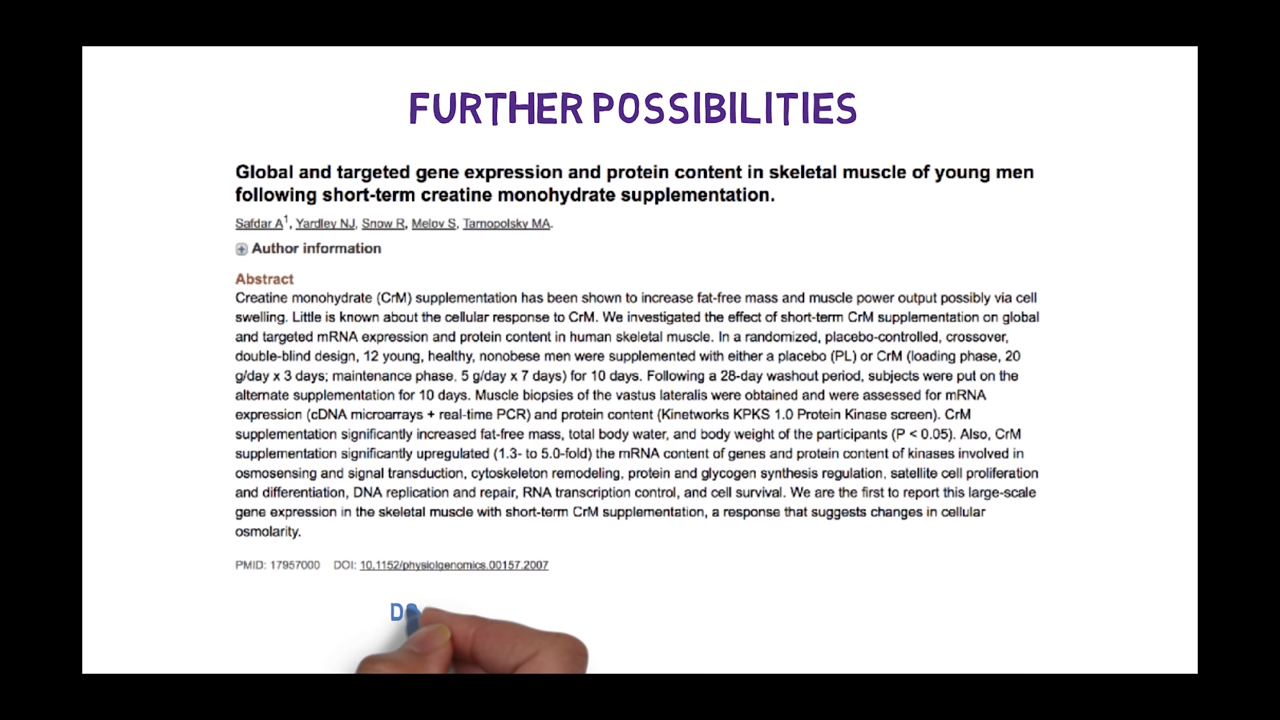 FURTHER POSSIBILITIES
Global and targeted gene expression and protein content in skeletal muscle of young men
following short-term creatine monohydrate supplementation.
Safdar A1, Yardley NJ, Snow R, Melov S, Tarnopolsky MA.
Author information
Abstract
Creatine monohydrate (CrM) supplementation has been shown to increase fat-free mass and muscle power output possibly via cell
swelling. Little is known about the cellular response to CrM. We investigated the effect of short-term CrM supplementation on global
and targeted mRNA expression and protein content in human skeletal muscle. In a randomized, placebo-controlled, crossover,
double-blind design, 12 young, healthy, nonobese men were supplemented with either a placebo (PL) or CrM (loading phase, 20
g/day x 3 days; maintenance phase, 5 g/day x 7 days) for 10 days. Following a 28-day washout period, subjects were put on the
alternate supplementation for 10 days. Muscle biopsies of the vastus lateralis were obtained and were assessed for mRNA
expression (cDNA microarrays + real-time PCR) and protein content (Kinetworks KPKS 1.0 Protein Kinase screen). CrM
supplementation significantly increased fat-free mass, total body water, and body weight of the participants (P < 0.05). Also, CrM
supplementation significantly upregulated (1.3- to 5.0-fold) the mRNA content of genes and protein content of kinases involved in
osmosensing and signal transduction, cytoskeleton remodeling, protein and glycogen synthesis regulation, satellite cell proliferation
and differentiation, DNA replication and repair, RNA transcription control, and cell survival. We are the first to report this large-scale
gene expression in the skeletal muscle with short-term CrM supplementation, a response that suggests changes in cellular
osmolarity.
PMID: 17957000 DOI: 10.1152/physiolgenomics.00157.2007